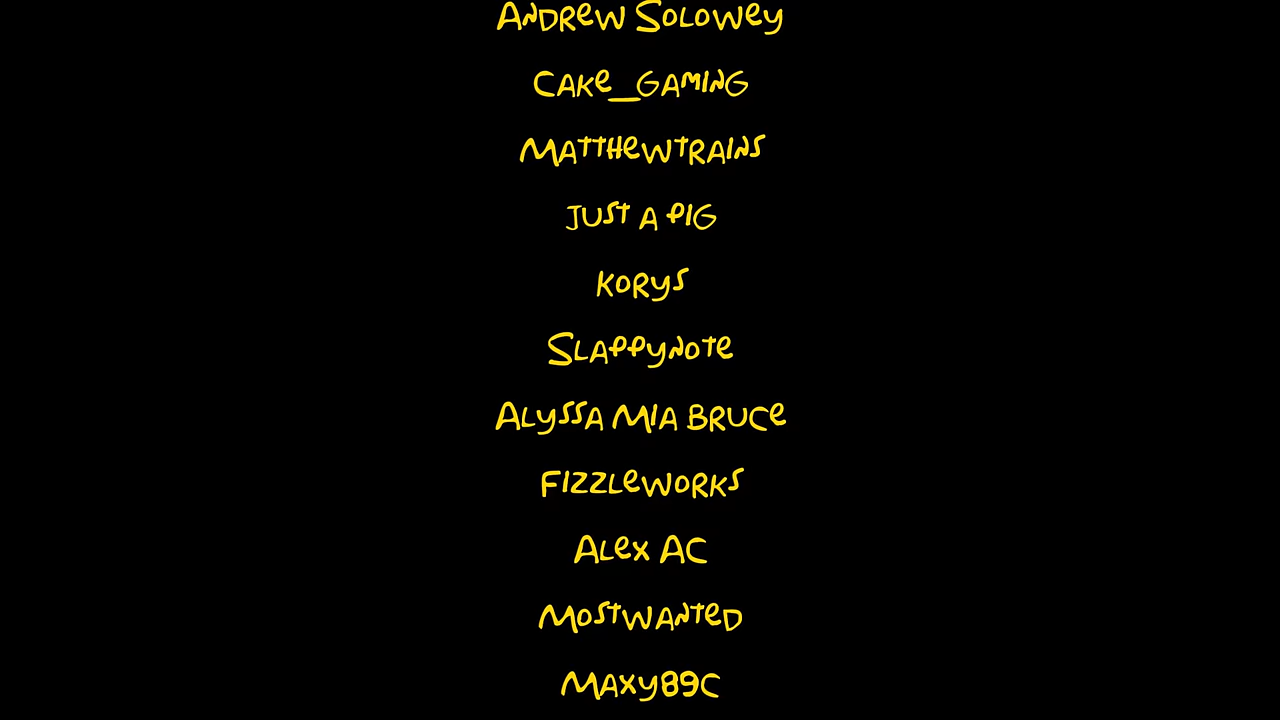 Andrew Solowey
Cake_Gaming
Matthewtrains
Just a pig
Korys
Slappynote
Alyssa Mia Bruce
Fizzleworks
Alex AC
Mostwanted
Maxy89C